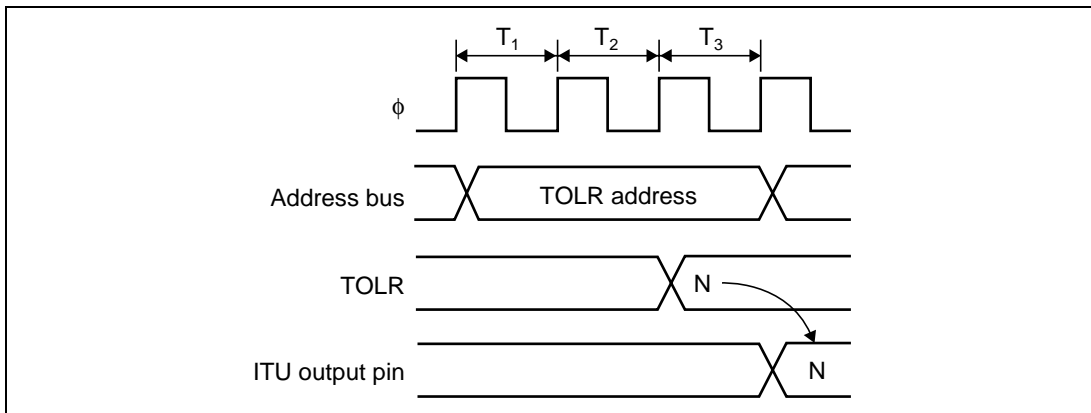 T1 T2 T3
φ
Address bus TOLR address
TOLR N
ITU output pin N